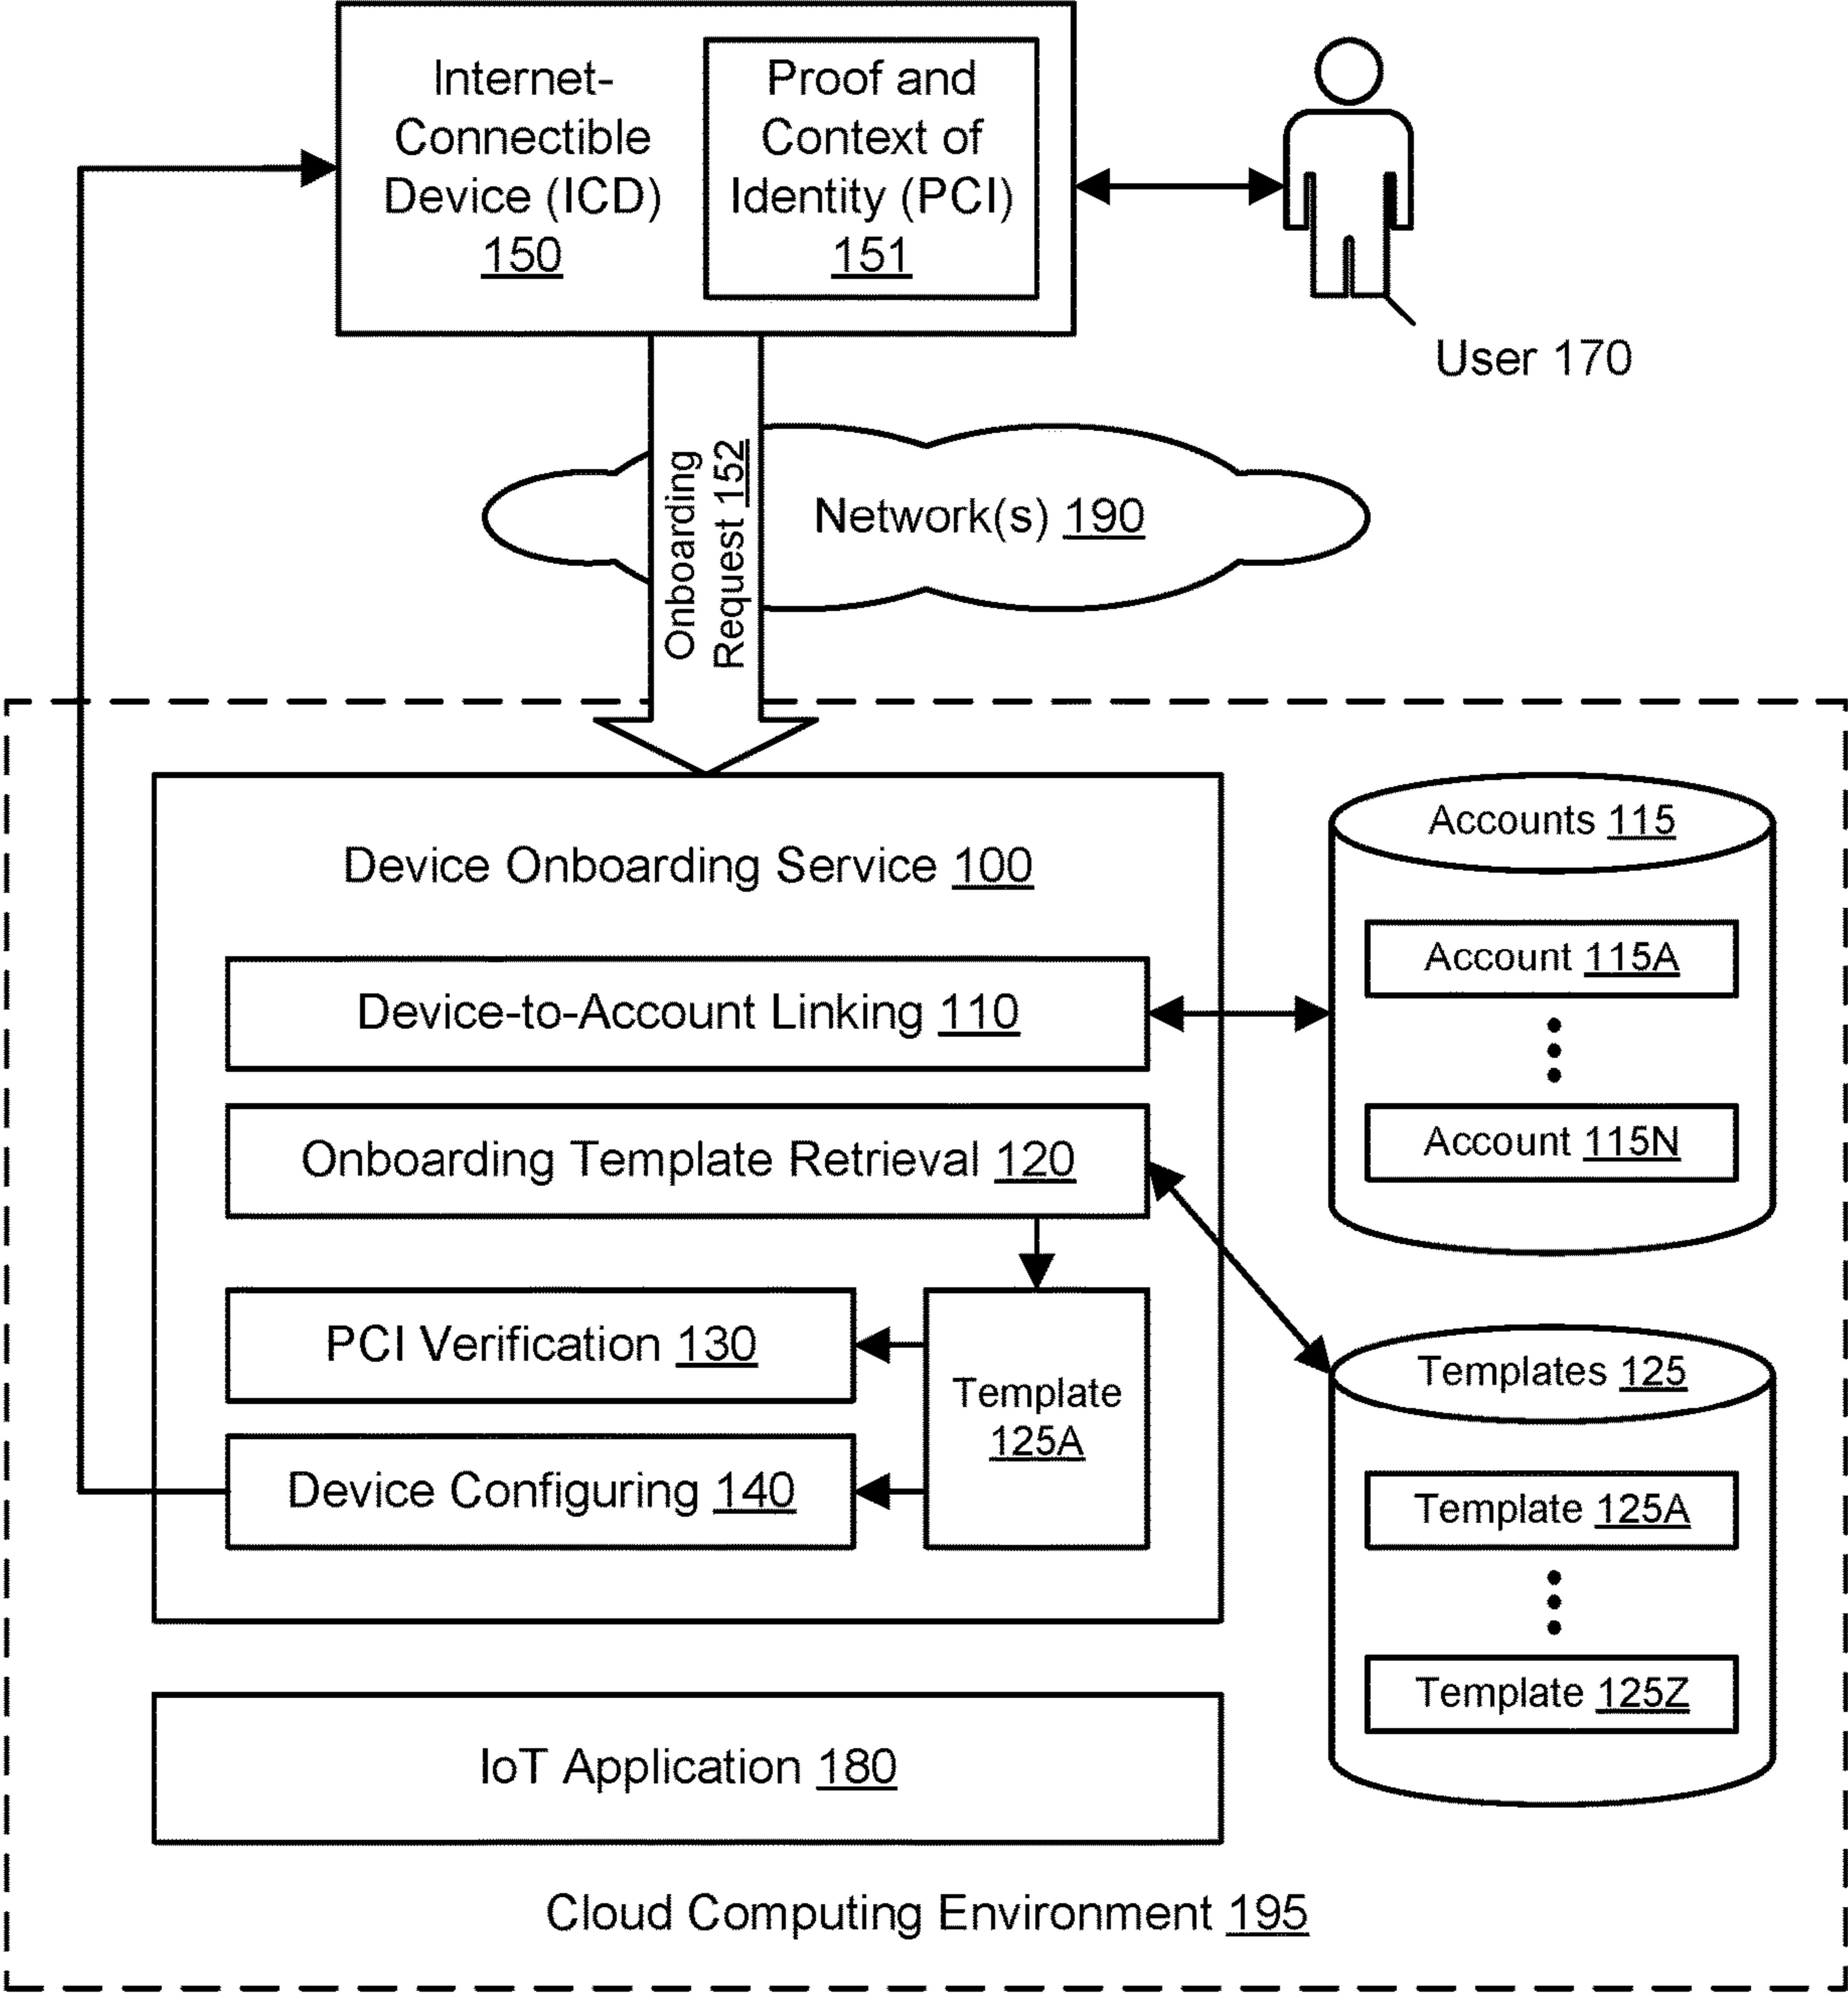 Internet-
Connectible
Device (ICD)
150
Proof and
Context of
Identity (PCI)
151
User 170
Onboarding
Request 152
Network(s) 190
Device Onboarding Service 100
Device-to-Account Linking 110
Onboarding Template Retrieval 120
PCI Verification 130
Template
125A
Device Configuring 140
Accounts 115
Account 115A
Account 115N
Templates 125
Template 125A
Template 125Z
IoT Application 180
Cloud Computing Environment 195